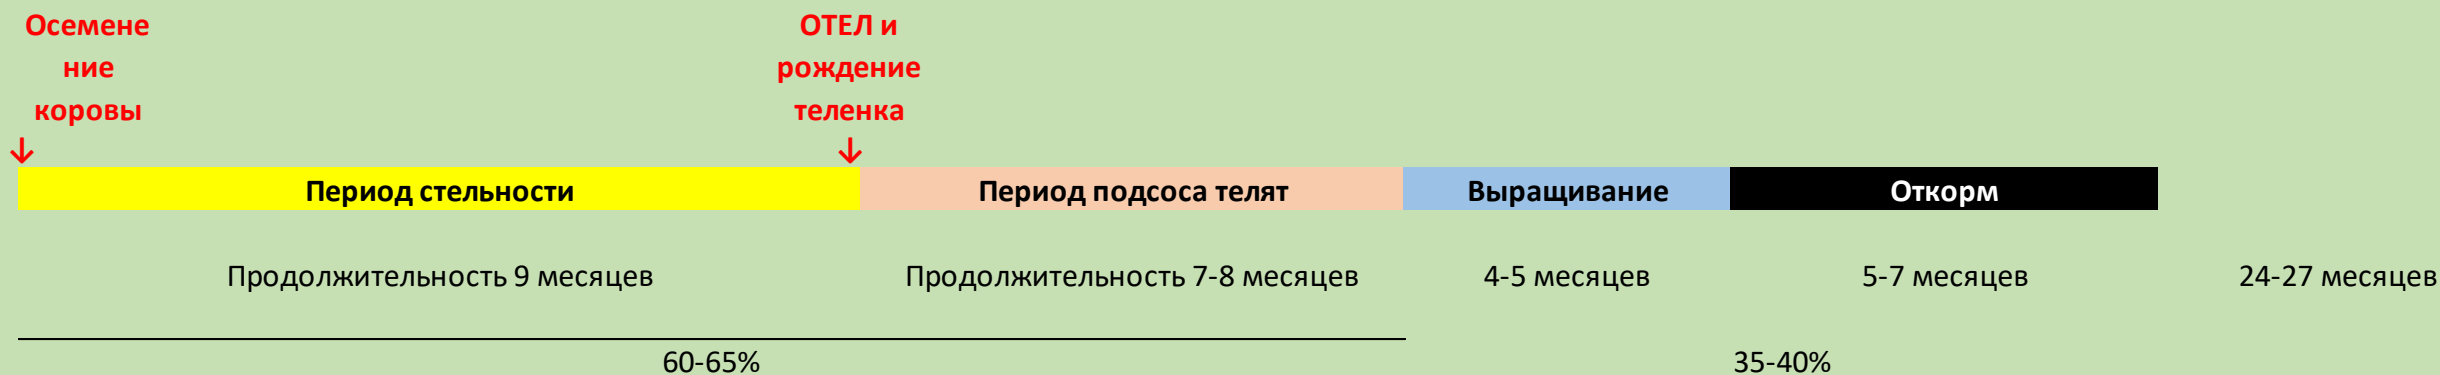 Осемене
ние
коровы
↓
ОТЕЛ и
рождение
теленка
↓
Период стельности
Период подсоса телят
Выращивание
Откорм
Продолжительность 9 месяцев
Продолжительность 7-8 месяцев
4-5 месяцев
5-7 месяцев
24-27 месяцев
60-65%
35-40%